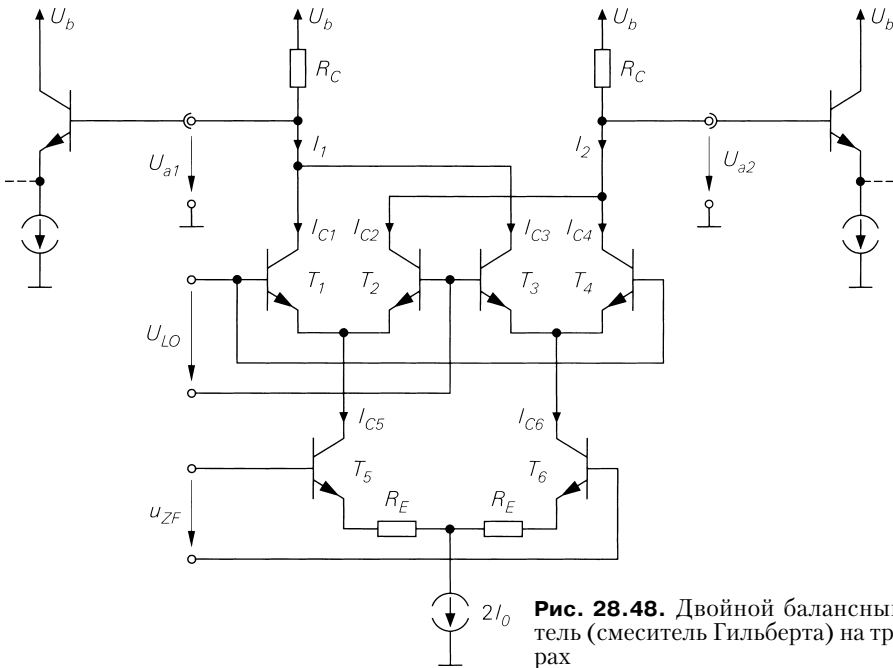 U_b U_b U_b U_b
R_C R_C
U_a1 I_1 I_2 U_a2
I_C1 I_C2 I_C3 I_C4
T_1 T_2 T_3 T_4
U_LO
I_C5 I_C6
T_5 T_6
R_E R_E
u_ZF
2I_0
Рис. 28.48. Двойной балансны
тель (смеситель Гильберта) на тр
рах